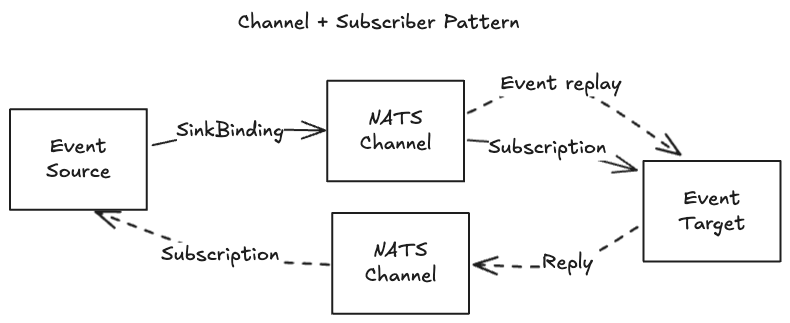 Channel + Subscriber Pattern
Event replay
NATS
Channel
SinkBinding
Event
Source
Subscription
Event
Target
NATS
Channel
Subscription
Reply